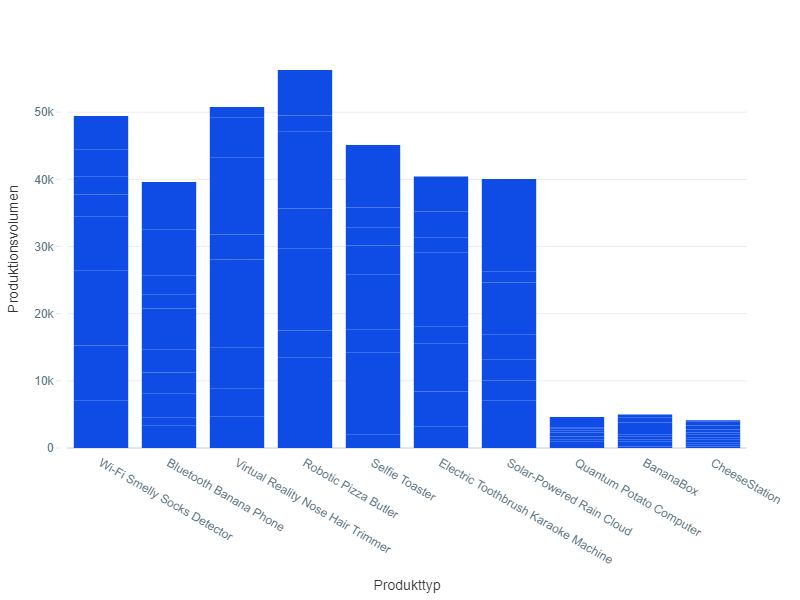 50k
40k
30k
20k
10k
0
Produktionsvolumen
Wi-Fi Smelly Socks Detector
Bluetooth Banana Phone
Virtual Reality Nose Hair Trimmer
Robotic Pizza Butler
Selfie Toaster
Electric Toothbrush Karaoke Machine
Solar-Powered Rain Cloud
Quantum Potato Computer
BananaBox
CheeseStation
Produkttyp